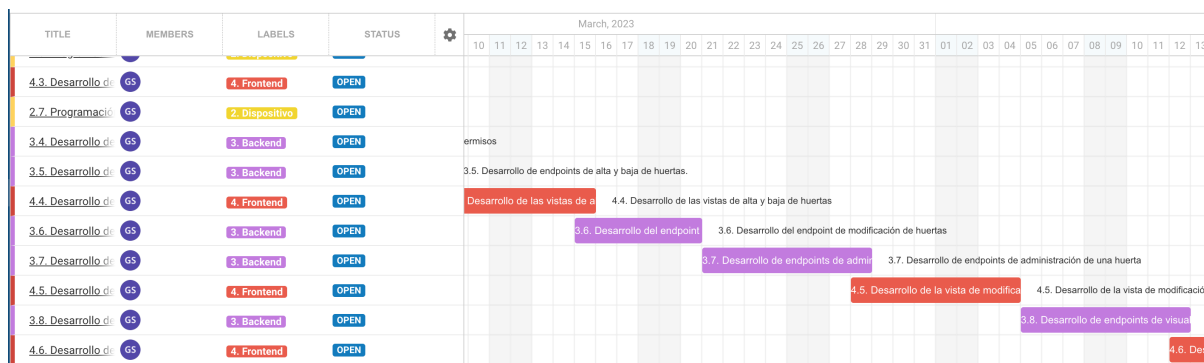 March, 2023
TITLE MEMBERS LABELS STATUS
10 11 12 13 14 15 16 17 18 19 20 21 22 23 24 25 26 27 28 29 30 31 01 02 03 04 05 06 07 08 09 10 11 12 13
4.3. Desarrollo de GS 4. Frontend OPEN
2.7. Programació GS 2. Dispositivo OPEN
3.4. Desarrollo de GS 3. Backend OPEN ermisos
3.5. Desarrollo de GS 3. Backend OPEN 3.5. Desarrollo de endpoints de alta y baja de huertas.
4.4. Desarrollo de GS 4. Frontend OPEN Desarrollo de las vistas de a 4.4. Desarrollo de las vistas de alta y baja de huertas
3.6. Desarrollo de GS 3. Backend OPEN 3.6. Desarrollo del endpoint 3.6. Desarrollo del endpoint de modificación de huertas
3.7. Desarrollo de GS 3. Backend OPEN 3.7. Desarrollo de endpoints de admin 3.7. Desarrollo de endpoints de administración de una huerta
4.5. Desarrollo de GS 4. Frontend OPEN 4.5. Desarrollo de la vista de modifica 4.5. Desarrollo de la vista de modificació
3.8. Desarrollo de GS 3. Backend OPEN 3.8. Desarrollo de endpoints de visual
4.6. Desarrollo de GS 4. Frontend OPEN 4.6. Des